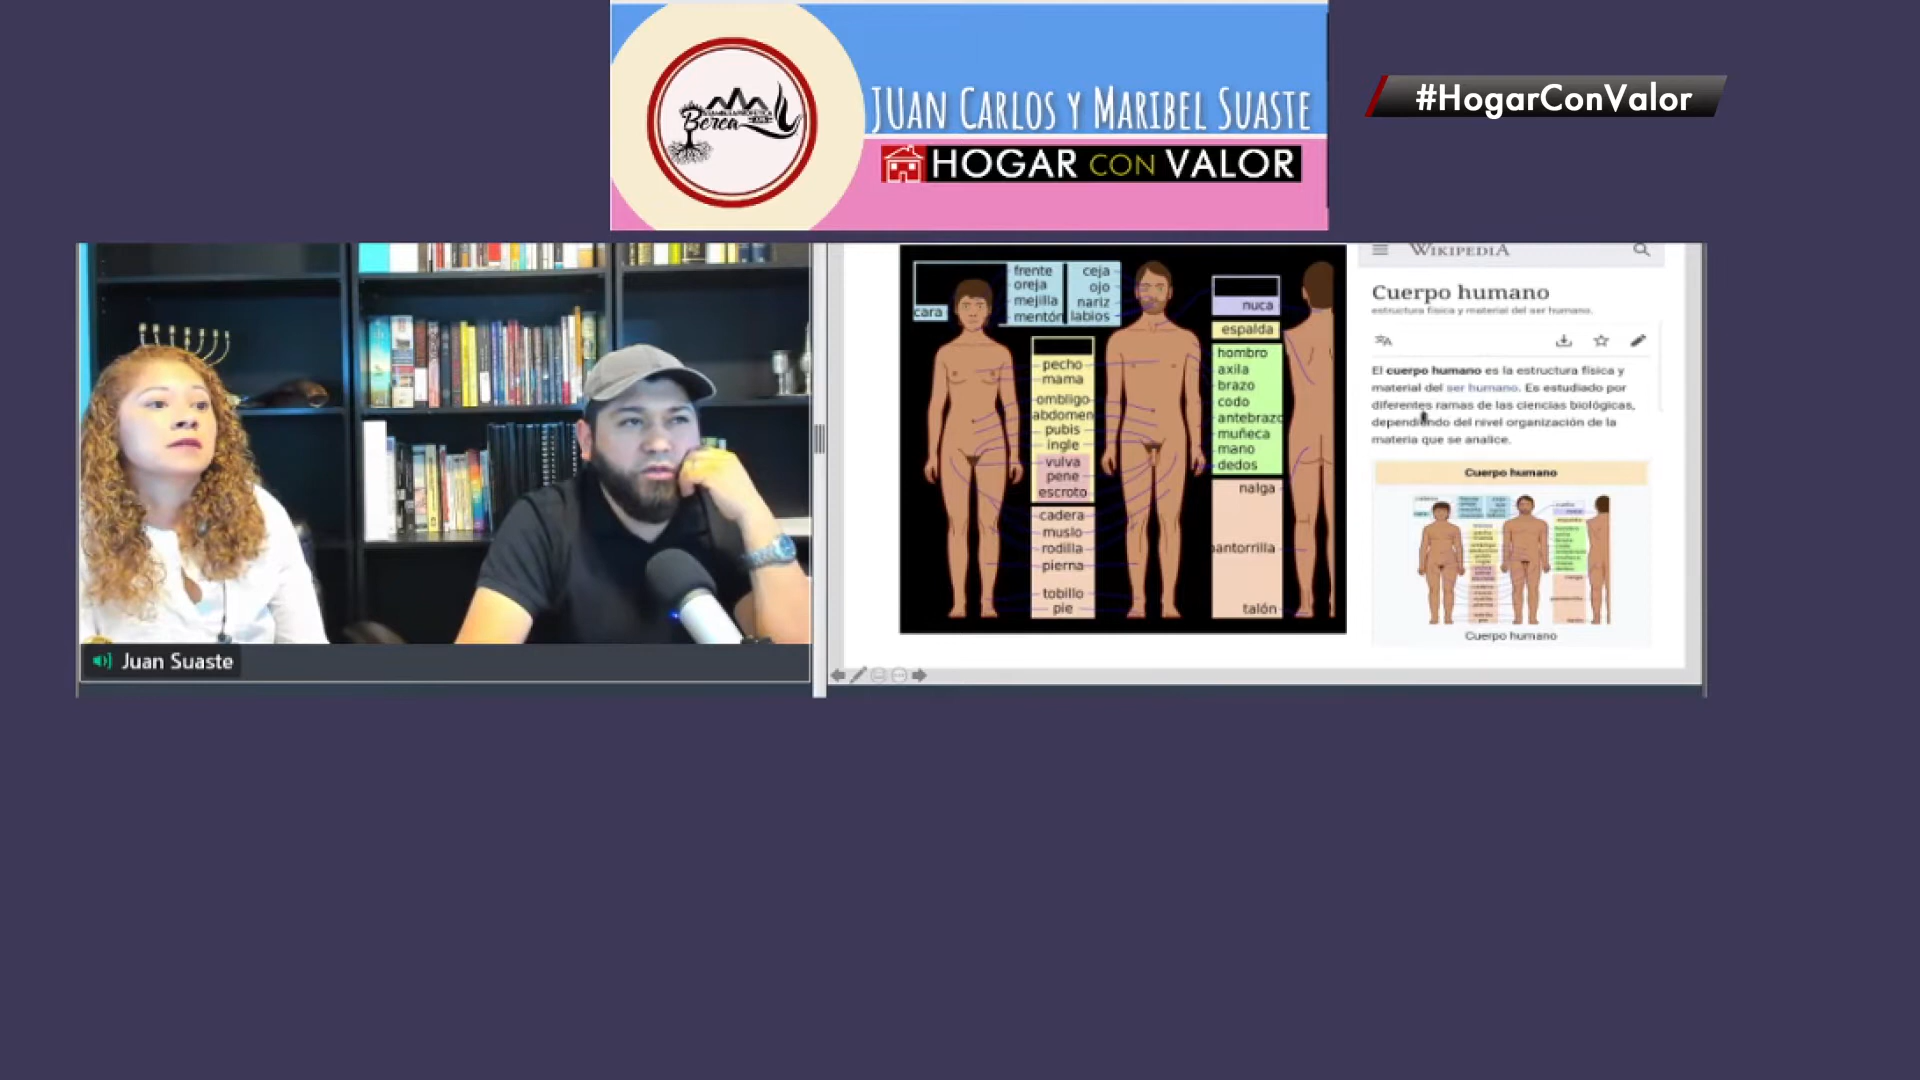 JUAN CARLOS Y MARIBEL SUASTE
HOGAR CON VALOR
Berea
#HogarConValor
Juan Suaste
cara
frente
oreja
mejilla
mentón
ceja
ojo
nariz
labios
pecho
mama
ombligo
abdomen
pubis
ingle
vulva
pene
escroto
cadera
muslo
rodilla
pierna
tobillo
pie
nuca
espalda
hombro
axila
brazo
codo
antebrazo
muñeca
mano
dedos
nalga
pantorrilla
talón
WIKIPEDIA
Cuerpo humano
estructura física y material del ser humano.
El cuerpo humano es la estructura física y
material del ser humano. Es estudiado por
diferentes ramas de las ciencias biológicas,
dependiendo del nivel organización de la
materia que se analice.
Cuerpo humano
Cuerpo humano